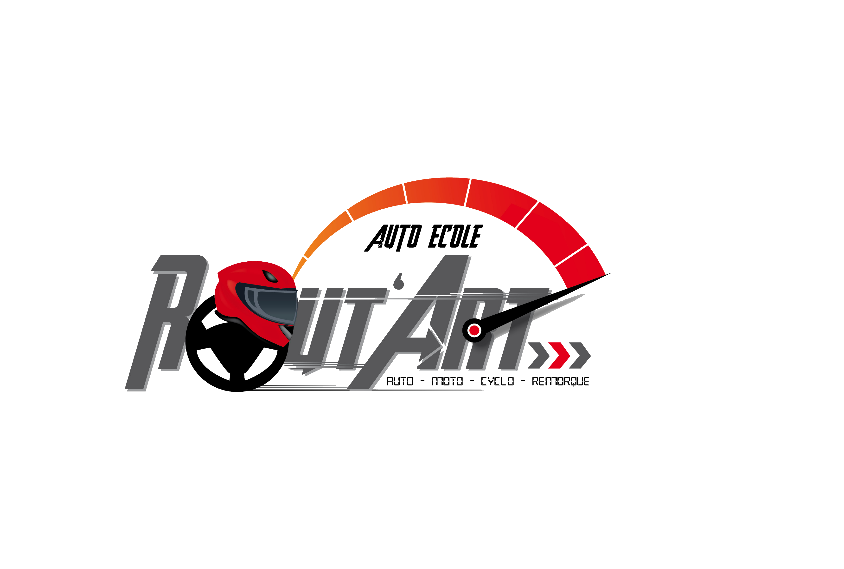 AUTO ECOLE
ROUT'ART
AUTO - MOTO - CYCLO - REMORQUE